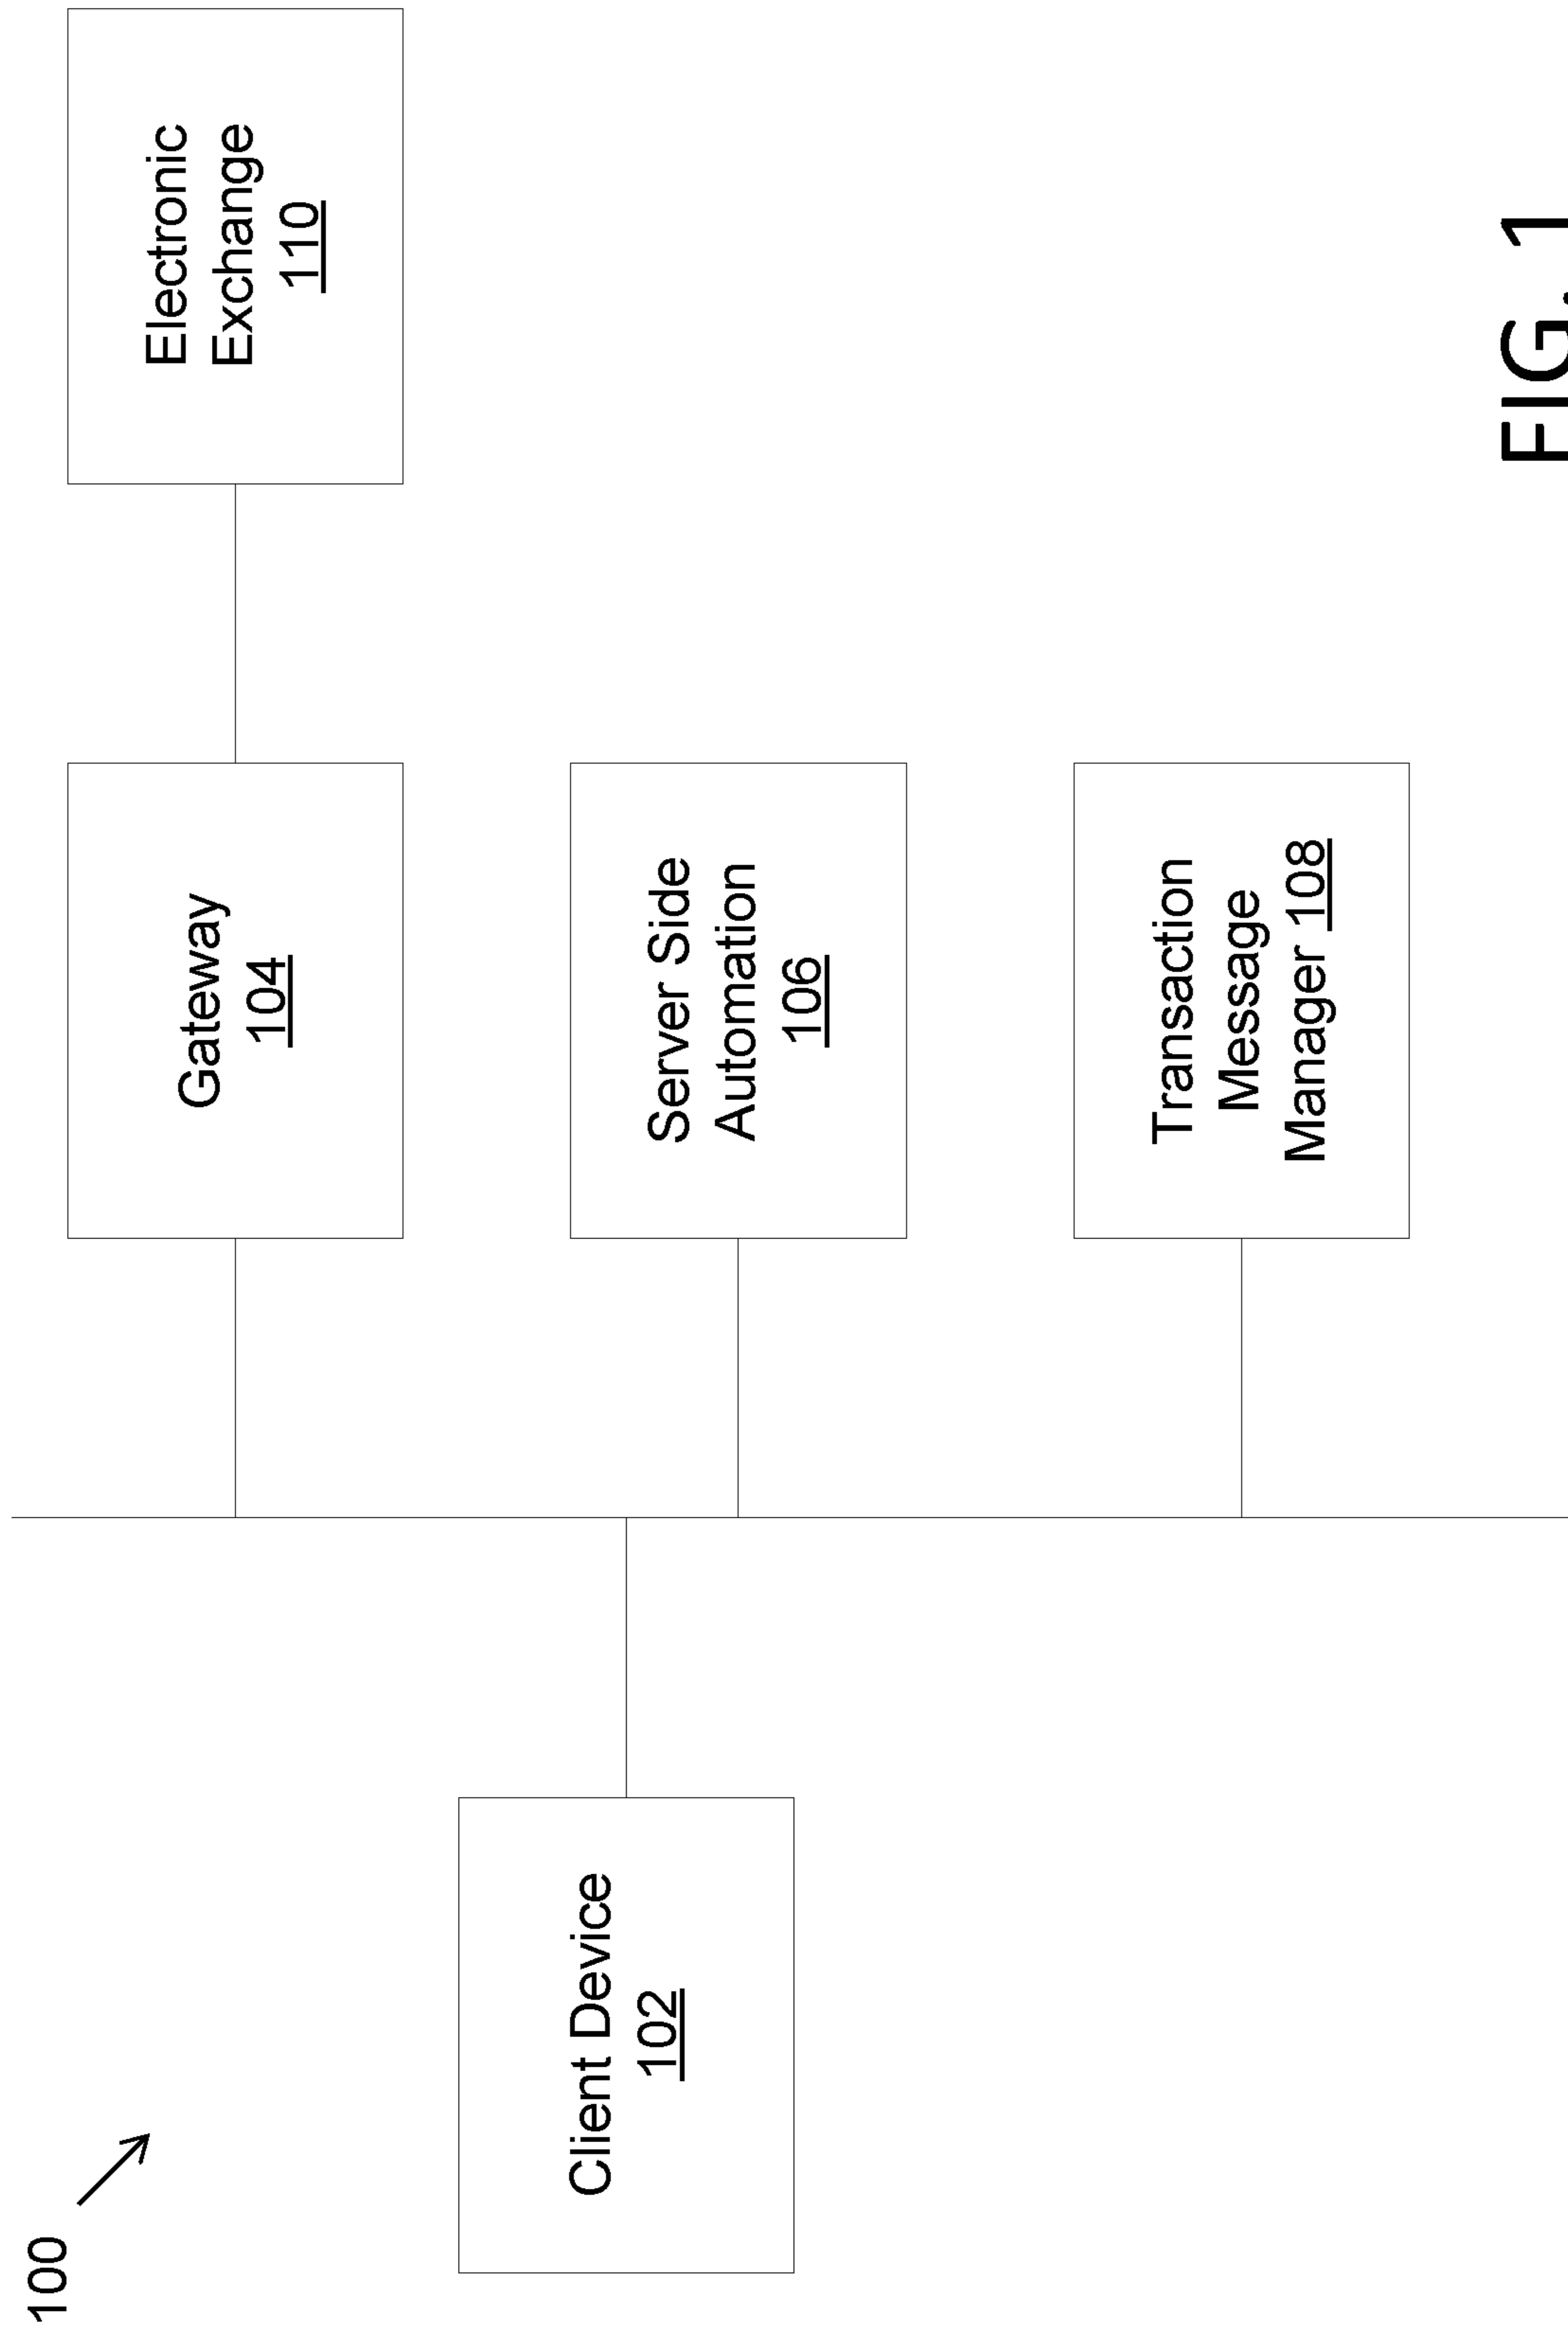 100
Client Device
102
Gateway
104
Server Side
Automation
106
Transaction
Message
Manager 108
Electronic
Exchange
110
FIG. 1